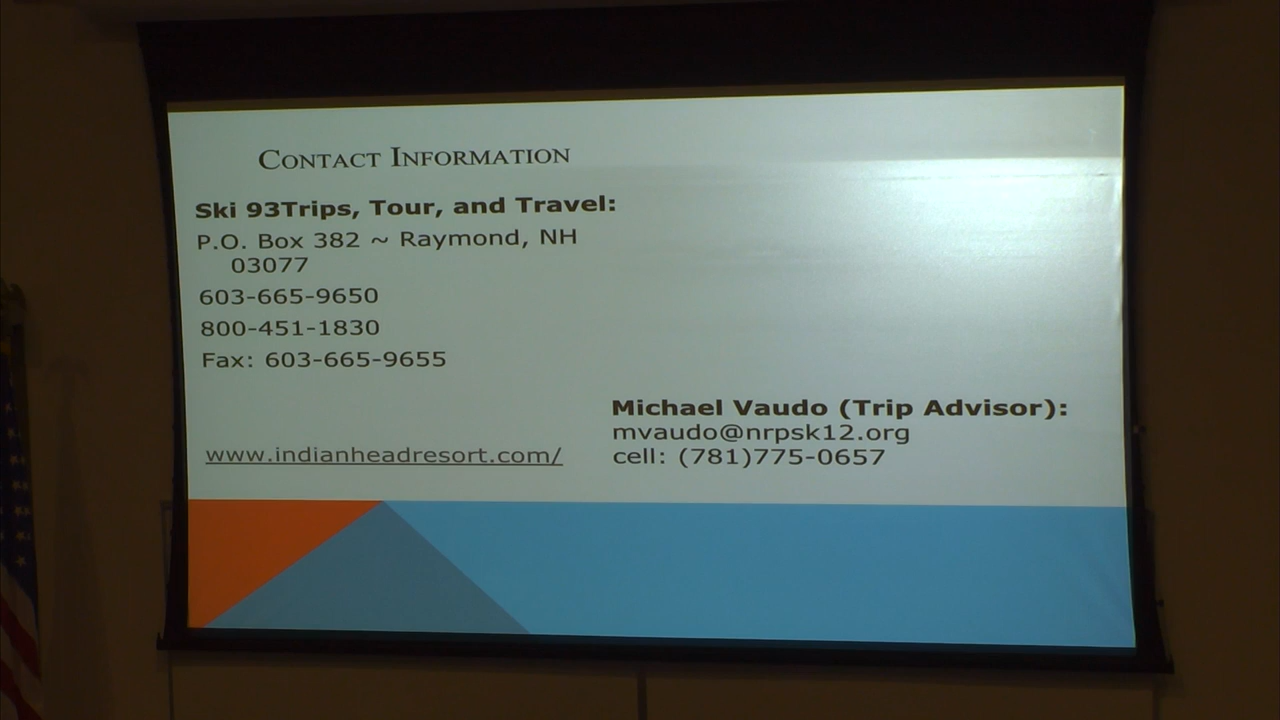 CONTACT INFORMATION
Ski 93Trips, Tour, and Travel:
P.O. Box 382 ~ Raymond, NH
03077
603-665-9650
800-451-1830
Fax: 603-665-9655
www.indianheadresort.com/
Michael Vaudo (Trip Advisor):
mvaudo@nrpsk12.org
cell: (781)775-0657